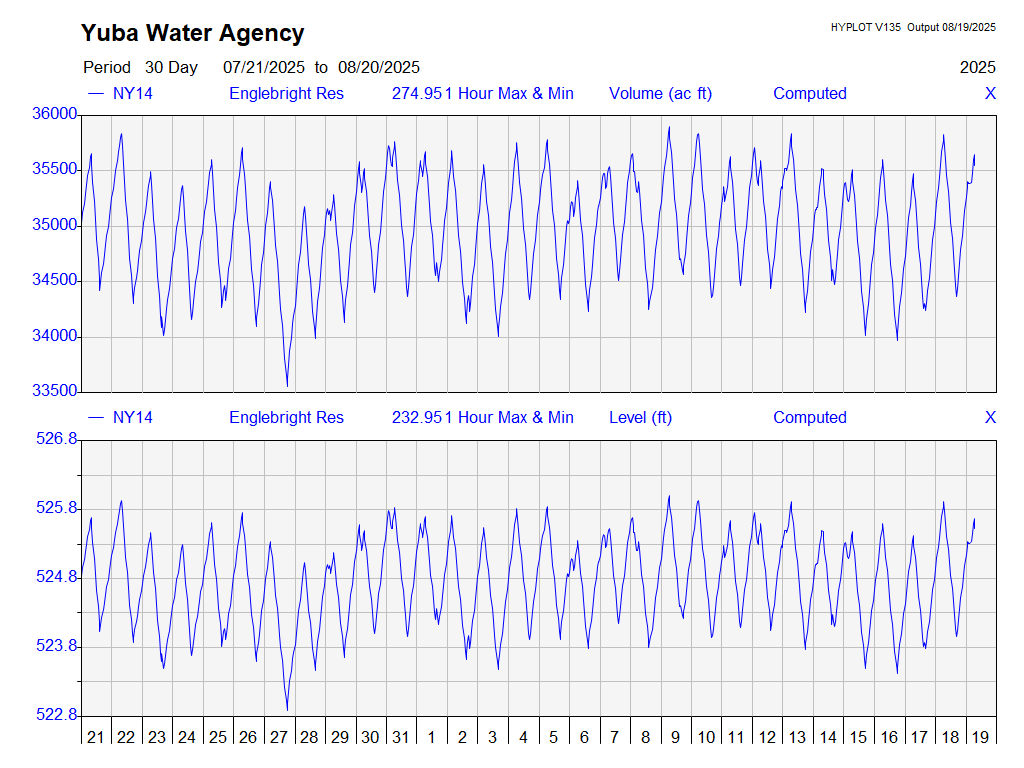 Yuba Water Agency
HYPLOT V135 Output 08/19/2025
Period 30 Day 07/21/2025 to 08/20/2025 2025
NY14 Englebright Res 274.951 Hour Max & Min Volume (ac ft) Computed X
36000
35500
35000
34500
34000
33500
NY14 Englebright Res 232.951 Hour Max & Min Level (ft) Computed X
526.8
525.8
524.8
523.8
522.8
21 22 23 24 25 26 27 28 29 30 31 1 2 3 4 5 6 7 8 9 10 11 12 13 14 15 16 17 18 19